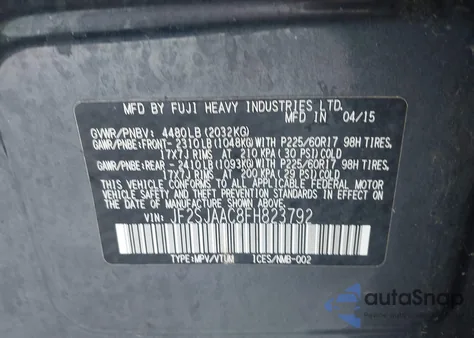 MFD BY FUJI HEAVY INDUSTRIES LTD.
MFD IN 04/15
GVWR/PNBV: 4480LB (2032KG)
GAWR/PNBE:FRONT-2310LB(1048KG)WITH P225/60R17 98H TIRES,
17X7J RIMS AT 210 KPA (30 PSI)COLD
GAWR/PNBE:REAR -2410LB(1093KG)WITH P225/60R17 98H TIRES,
17X7J RIMS AT 200 KPA (29 PSI)COLD
THIS VEHICLE CONFORMS TO ALL APPLICABLE
FEDERAL MOTOR VEHICLE SAFETY, BUMPER, AND THEFT
PREVENTION STANDARDS IN EFFECT ON THE
DATE OF MANUFACTURE SHOWN ABOVE.
VIN: JF2SJAAC8FH823792
TYPE:MPV/VTUM ICES/NMB-002
autoSnap